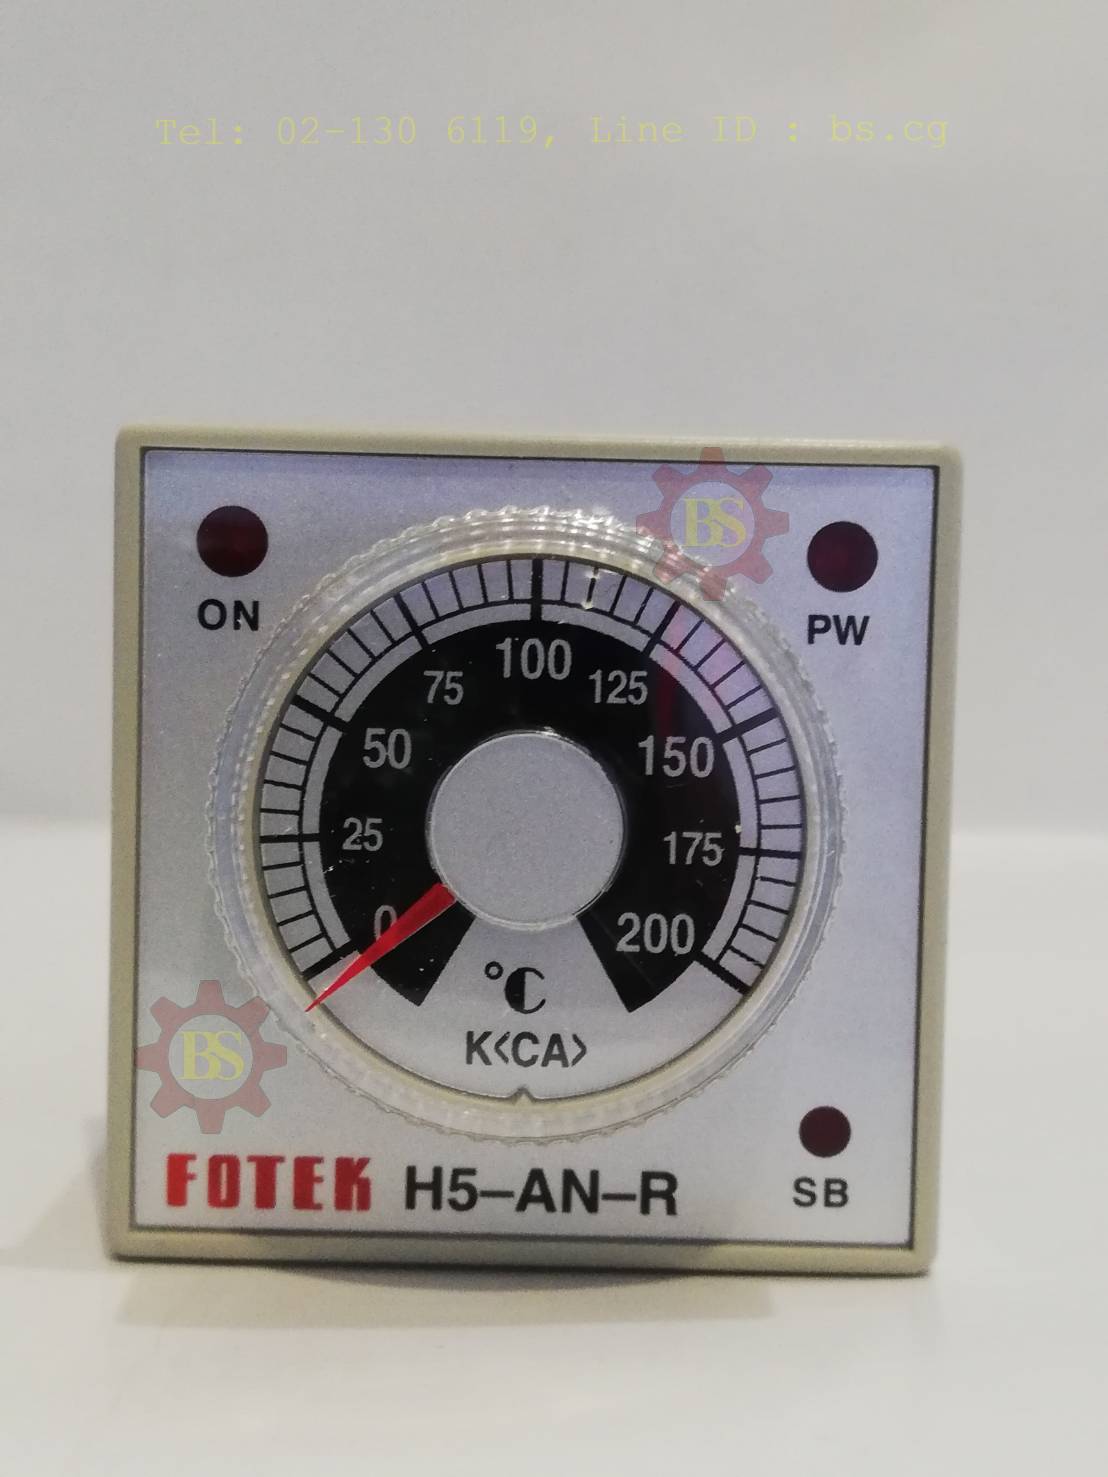 Tel: 02-130 6119, Line ID : bs.cg
BS
ON
PW
100
75
125
50
150
25
175
0
200
°C
K<CA>
BS
FOTEK H5-AN-R
SB